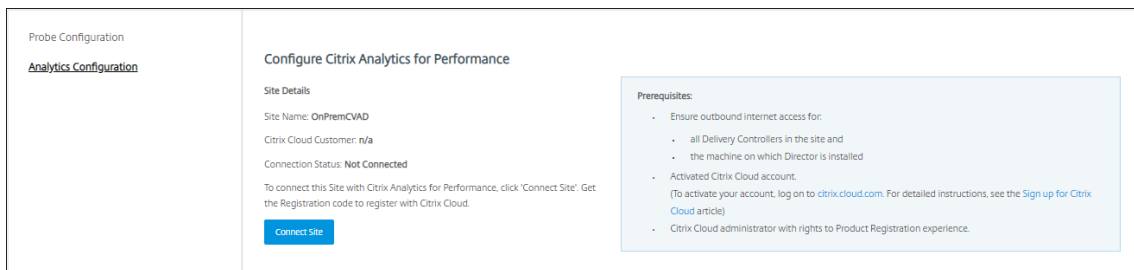 Probe Configuration
Analytics Configuration
Configure Citrix Analytics for Performance
Site Details
Site Name: OnPremCVAD
Citrix Cloud Customer: n/a
Connection Status: Not Connected
To connect this Site with Citrix Analytics for Performance, click 'Connect Site'. Get
the Registration code to register with Citrix Cloud.
Connect Site
Prerequisites:
• Ensure outbound internet access for:
• all Delivery Controllers in the site and
• the machine on which Director is installed
• Activated Citrix Cloud account.
(To activate your account, log on to citrix.cloud.com. For detailed instructions, see the Sign up for Citrix
Cloud article)
• Citrix Cloud administrator with rights to Product Registration experience.